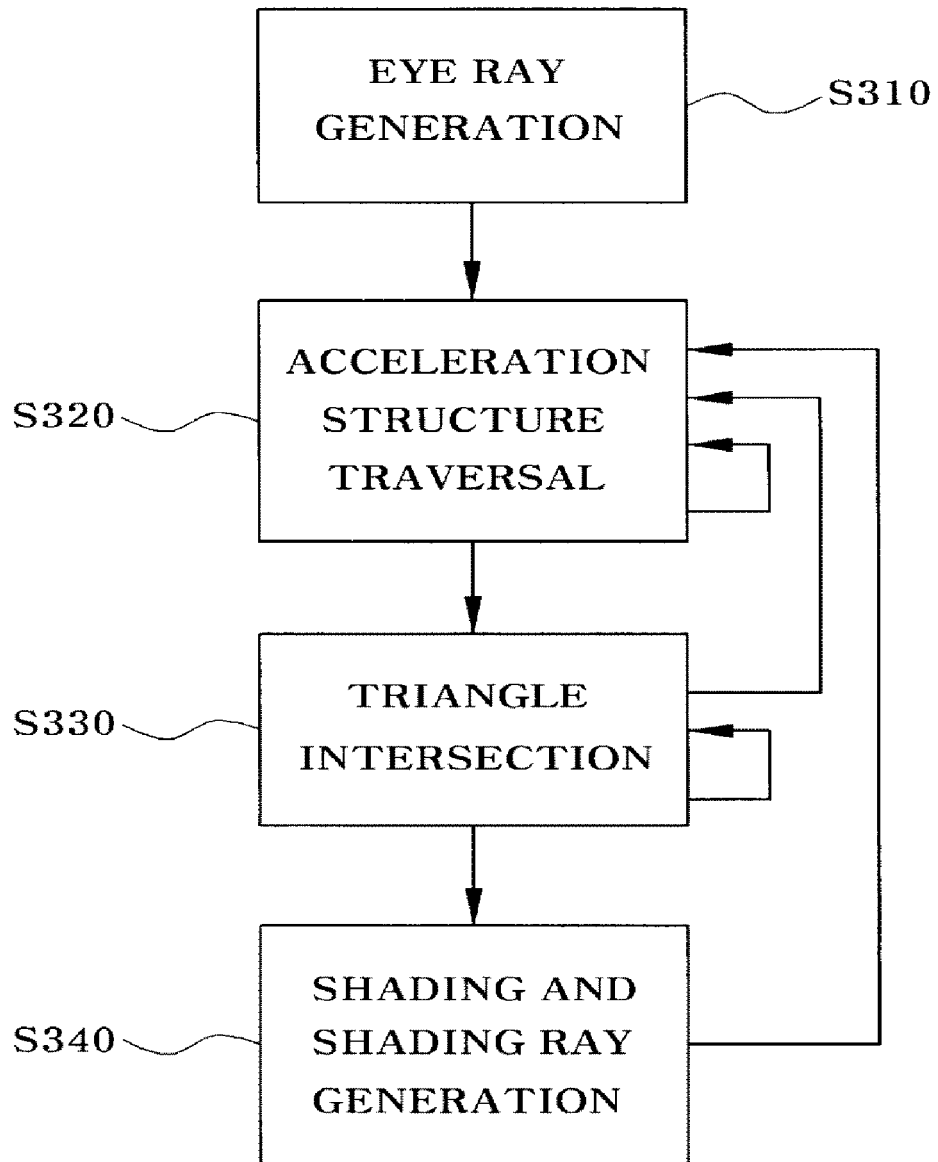 EYE RAY
GENERATION
S310
ACCELERATION
STRUCTURE
TRAVERSAL
S320
TRIANGLE
INTERSECTION
S330
SHADING AND
SHADING RAY
GENERATION
S340